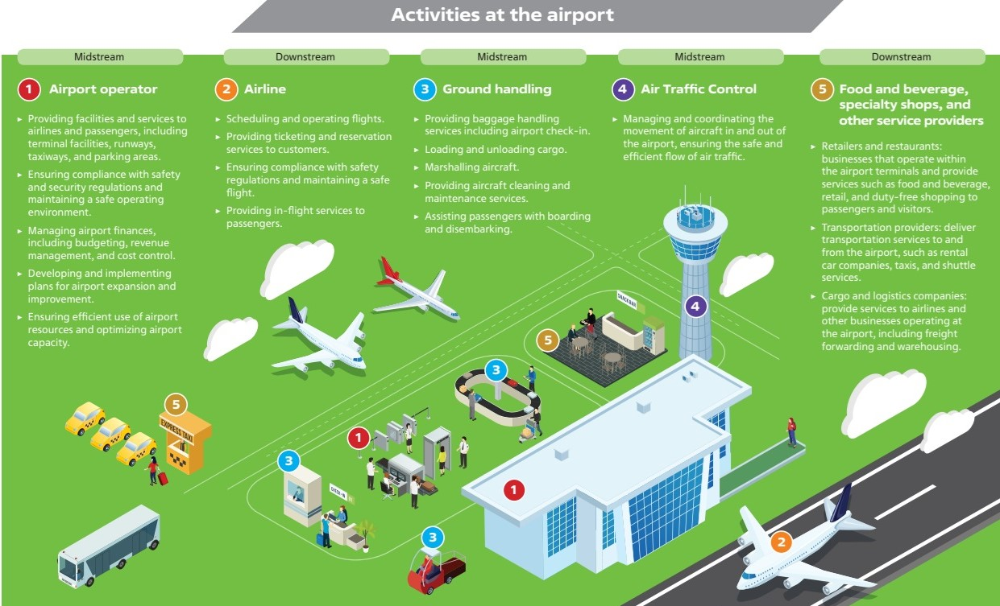 Activities at the airport
Midstream
1 Airport operator
▸ Providing facilities and services to
airlines and passengers, including
terminal facilities, runways,
taxiways, and parking areas.
▸ Ensuring compliance with safety
and security regulations and
maintaining a safe operating
environment.
▸ Managing airport finances,
including budgeting, revenue
management, and cost control.
▸ Developing and implementing
plans for airport expansion and
improvement.
▸ Ensuring efficient use of airport
resources and optimizing airport
capacity.
Downstream
2 Airline
▸ Scheduling and operating flights.
▸ Providing ticketing and reservation
services to customers.
▸ Ensuring compliance with safety
regulations and maintaining a safe
flight.
▸ Providing in-flight services to
passengers.
Midstream
3 Ground handling
▸ Providing baggage handling
services including airport check-in.
▸ Loading and unloading cargo.
▸ Marshalling aircraft.
▸ Providing aircraft cleaning and
maintenance services.
▸ Assisting passengers with boarding
and disembarking.
Midstream
4 Air Traffic Control
▸ Managing and coordinating the
movement of aircraft in and out of
the airport, ensuring the safe and
efficient flow of air traffic.
Downstream
5 Food and beverage,
specialty shops, and
other service providers
▸ Retailers and restaurants:
businesses that operate within
the airport terminals and provide
services such as food and beverage,
retail, and duty-free shopping to
passengers and visitors.
▸ Transportation providers: deliver
transportation services to and
from the airport, such as rental
car companies, taxis, and shuttle
services.
▸ Cargo and logistics companies:
provide services to airlines and
other businesses operating at
the airport, including freight
forwarding and warehousing.
SNACK BAR
4
5
3
5
EXPRESS TAXI
1
3
CHECK-IN
1
3
2